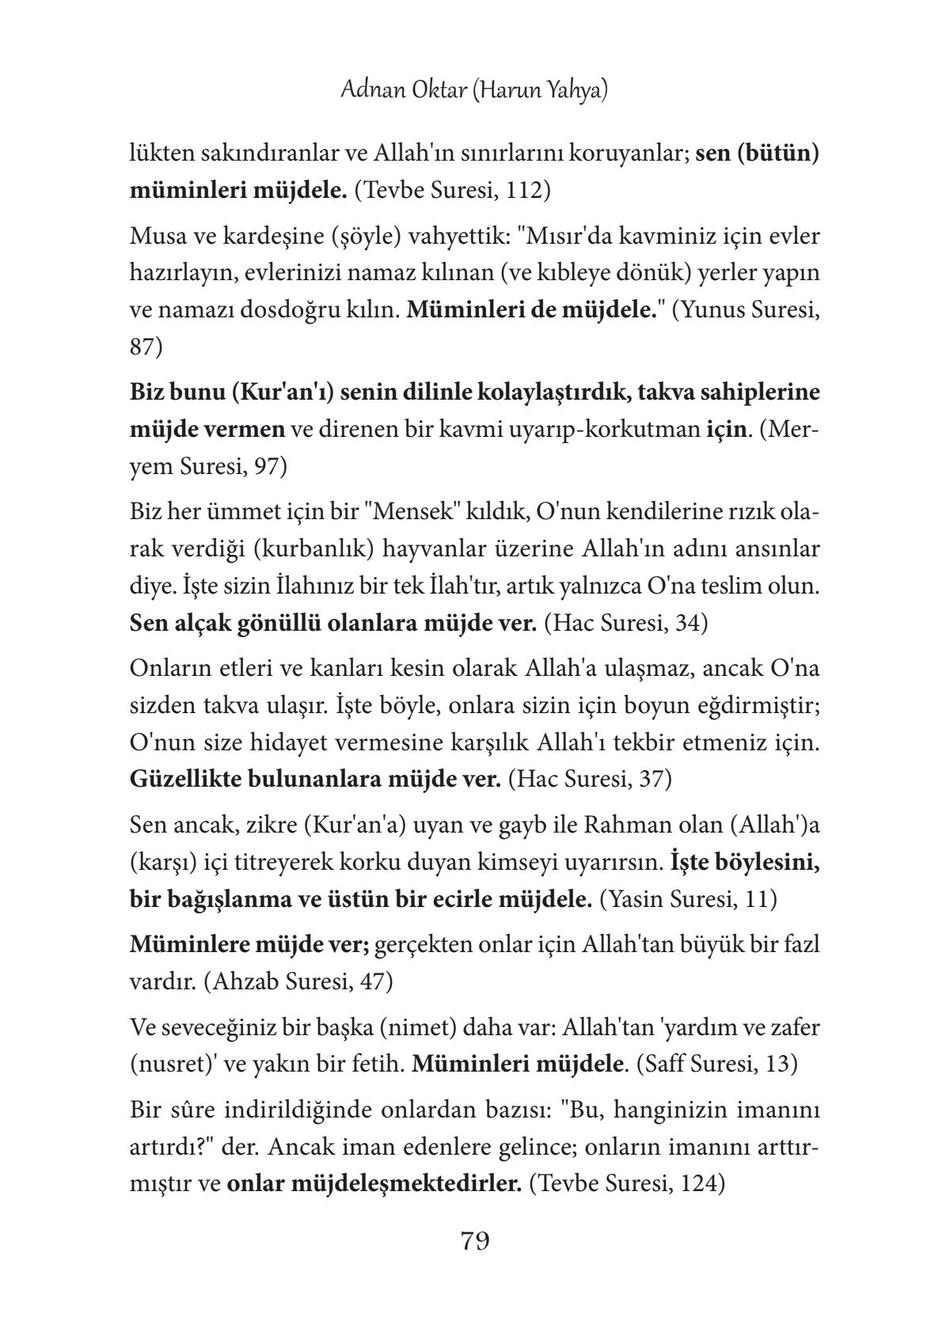 Adnan Oktar (Harun Yahya)
lükten sakındıranlar ve Allah'ın sınırlarını koruyanlar; sen (bütün)
müminleri müjdele. (Tevbe Suresi, 112)
Musa ve kardeşine (şöyle) vahyettik: "Mısır'da kavminiz için evler
hazırlayın, evlerinizi namaz kılınan (ve kıbleye dönük) yerler yapın
ve namazı dosdoğru kılın. Müminleri de müjdele." (Yunus Suresi,
87)
Biz bunu (Kur'an'ı) senin dilinle kolaylaştırdık, takva sahiplerine
müjde vermen ve direnen bir kavmi uyarıp-korkutman için. (Mer-
yem Suresi, 97)
Biz her ümmet için bir "Mensek" kıldık, O'nun kendilerine rızık ola-
rak verdiği (kurbanlık) hayvanlar üzerine Allah'ın adını ansınlar
diye. İşte sizin İlahınız bir tek İlah'tır, artık yalnızca O'na teslim olun.
Sen alçak gönüllü olanlara müjde ver. (Hac Suresi, 34)
Onların etleri ve kanları kesin olarak Allah'a ulaşmaz, ancak O'na
sizden takva ulaşır. İşte böyle, onlara sizin için boyun eğdirmiştir;
O'nun size hidayet vermesine karşılık Allah'ı tekbir etmeniz için.
Güzellikte bulunanlara müjde ver. (Hac Suresi, 37)
Sen ancak, zikre (Kur'an'a) uyan ve gayb ile Rahman olan (Allah')a
(karşı) içi titreyerek korku duyan kimseyi uyarırsın. İşte böylesini,
bir bağışlanma ve üstün bir ecirle müjdele. (Yasin Suresi, 11)
Müminlere müjde ver; gerçekten onlar için Allah'tan büyük bir fazl
vardır. (Ahzab Suresi, 47)
Ve seveceğiniz bir başka (nimet) daha var: Allah'tan 'yardım ve zafer
(nusret)' ve yakın bir fetih. Müminleri müjdele. (Saff Suresi, 13)
Bir sûre indirildiğinde onlardan bazısı: "Bu, hanginizin imanını
artırdı?" der. Ancak iman edenlere gelince; onların imanını arttır-
mıştır ve onlar müjdeleşmektedirler. (Tevbe Suresi, 124)
79